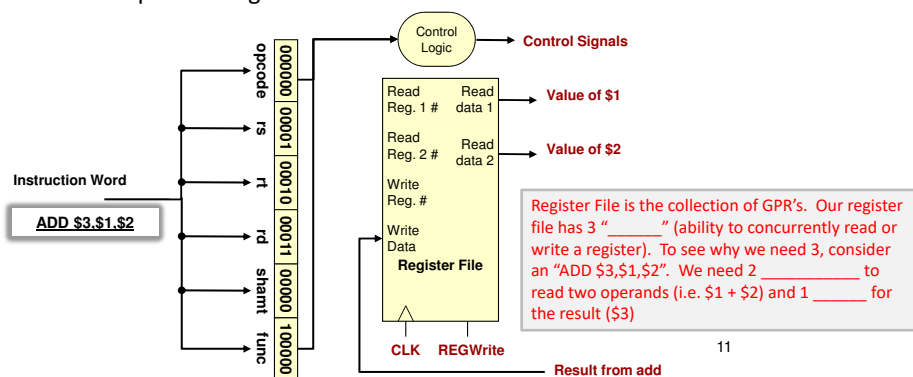 Control
Logic
Control Signals
opcode
000000
rs
00001
rt
00010
rd
00011
shamt
00000
func
100000
Instruction Word
ADD $3,$1,$2
Read
Reg. 1 #
Read
data 1
Value of $1
Read
Reg. 2 #
Read
data 2
Value of $2
Write
Reg. #
Write
Data
Register File
CLK
REGWrite
Result from add
Register File is the collection of GPR's. Our register
file has 3 "______" (ability to concurrently read or
write a register). To see why we need 3, consider
an "ADD $3,$1,$2". We need 2 ___________ to
read two operands (i.e. $1 + $2) and 1 ______ for
the result ($3)
11